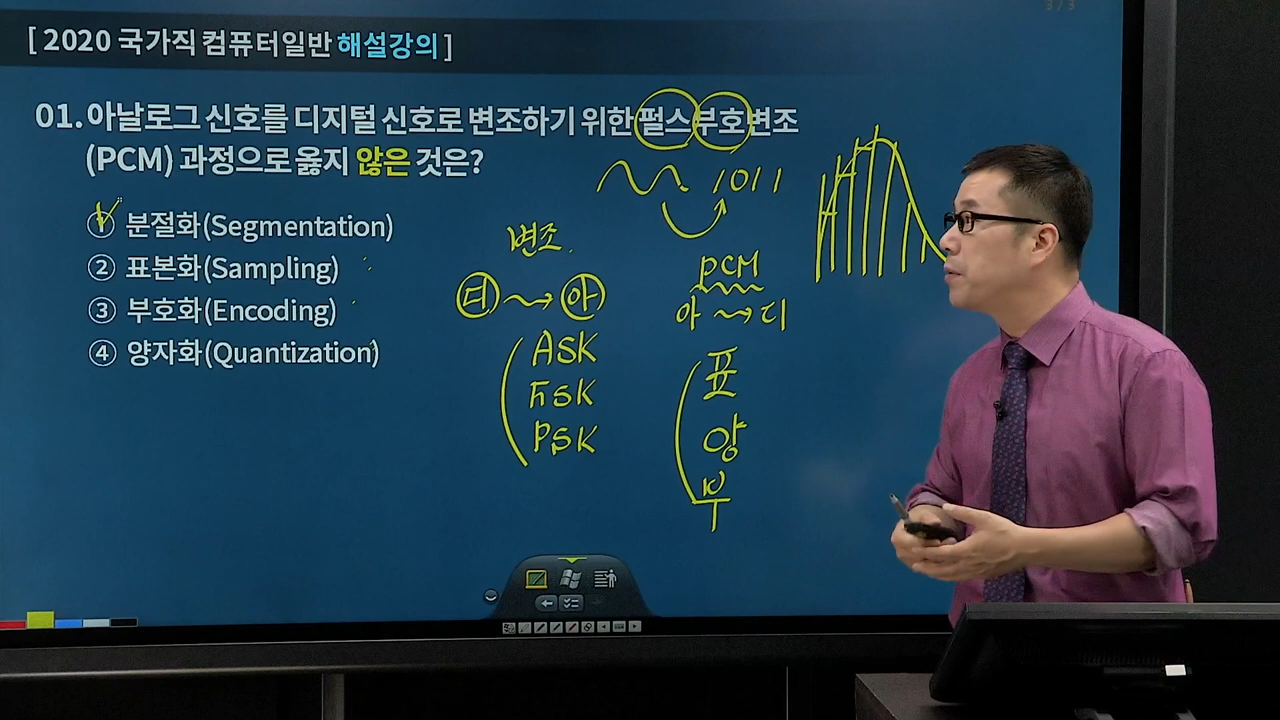 3 / 3
[ 2020 국가직 컴퓨터일반 해설강의 ]
01. 아날로그 신호를 디지털 신호로 변조하기 위한 펄스부호변조
(PCM) 과정으로 옳지 않은 것은?
① 분절화(Segmentation)
② 표본화(Sampling)
③ 부호화(Encoding)
④ 양자화(Quantization)
1011
변조
디 → 아
ASK
FSK
PSK
PCM
아 → 디
표
양
부